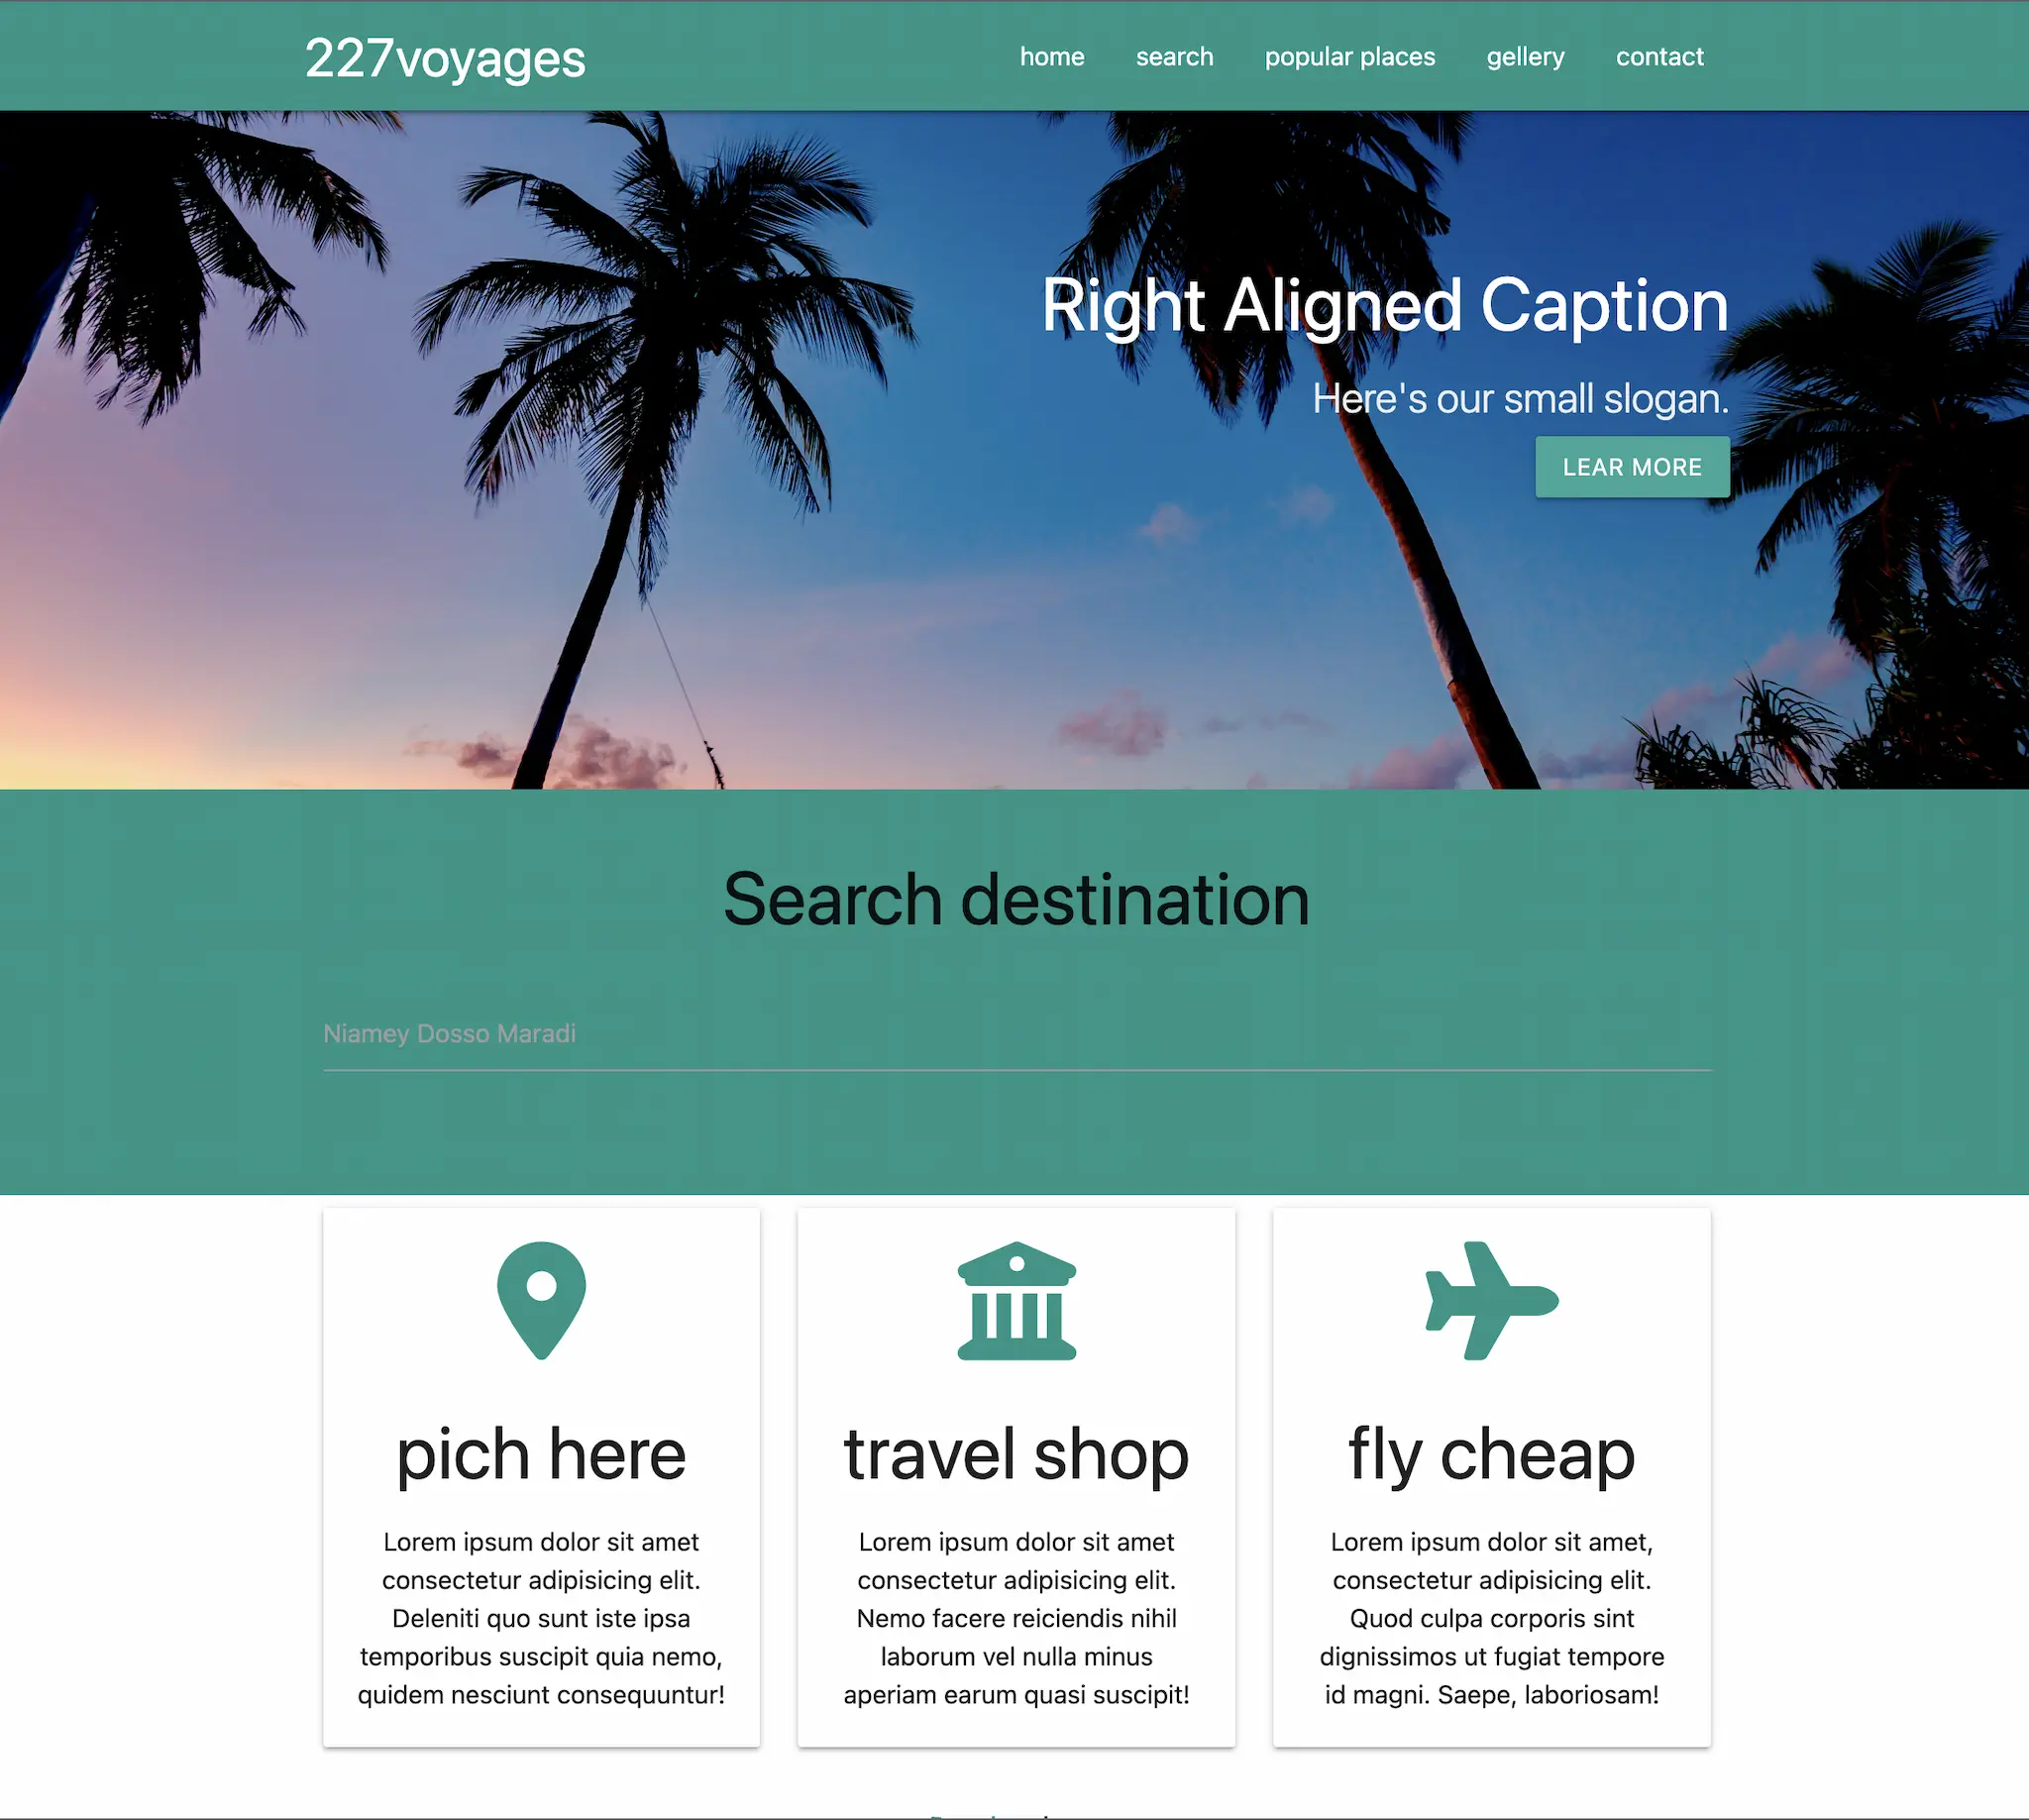 227voyages
home search popular places gellery contact
Right Aligned Caption
Here's our small slogan.
LEAR MORE
Search destination
Niamey Dosso Maradi
pich here
Lorem ipsum dolor sit amet
consectetur adipisicing elit.
Deleniti quo sunt iste ipsa
temporibus suscipit quia nemo,
quidem nesciunt consequuntur!
travel shop
Lorem ipsum dolor sit amet
consectetur adipisicing elit.
Nemo facere reiciendis nihil
laborum vel nulla minus
aperiam earum quasi suscipit!
fly cheap
Lorem ipsum dolor sit amet,
consectetur adipisicing elit.
Quod culpa corporis sint
dignissimos ut fugiat tempore
id magni. Saepe, laboriosam!